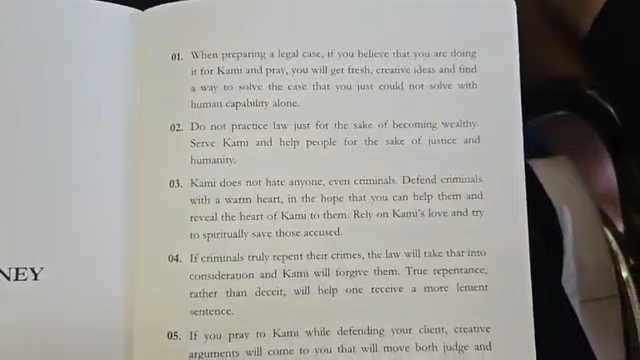 01. When preparing a legal case, if you believe that you are doing
it for Kami and pray, you will get fresh, creative ideas and find
a way to solve the case that you just could not solve with
human capability alone.
02. Do not practice law just for the sake of becoming wealthy.
Serve Kami and help people for the sake of justice and
humanity.
03. Kami does not hate anyone, even criminals. Defend criminals
with a warm heart, in the hope that you can help them and
reveal the heart of Kami to them. Rely on Kami's love and try
to spiritually save those accused.
NEY
04. If criminals truly repent their crimes, the law will take that into
consideration and Kami will forgive them. True repentance,
rather than deceit, will help one receive a more lenient
sentence.
05. If you pray to Kami while defending your client, creative
arguments will come to you that will move both judge and